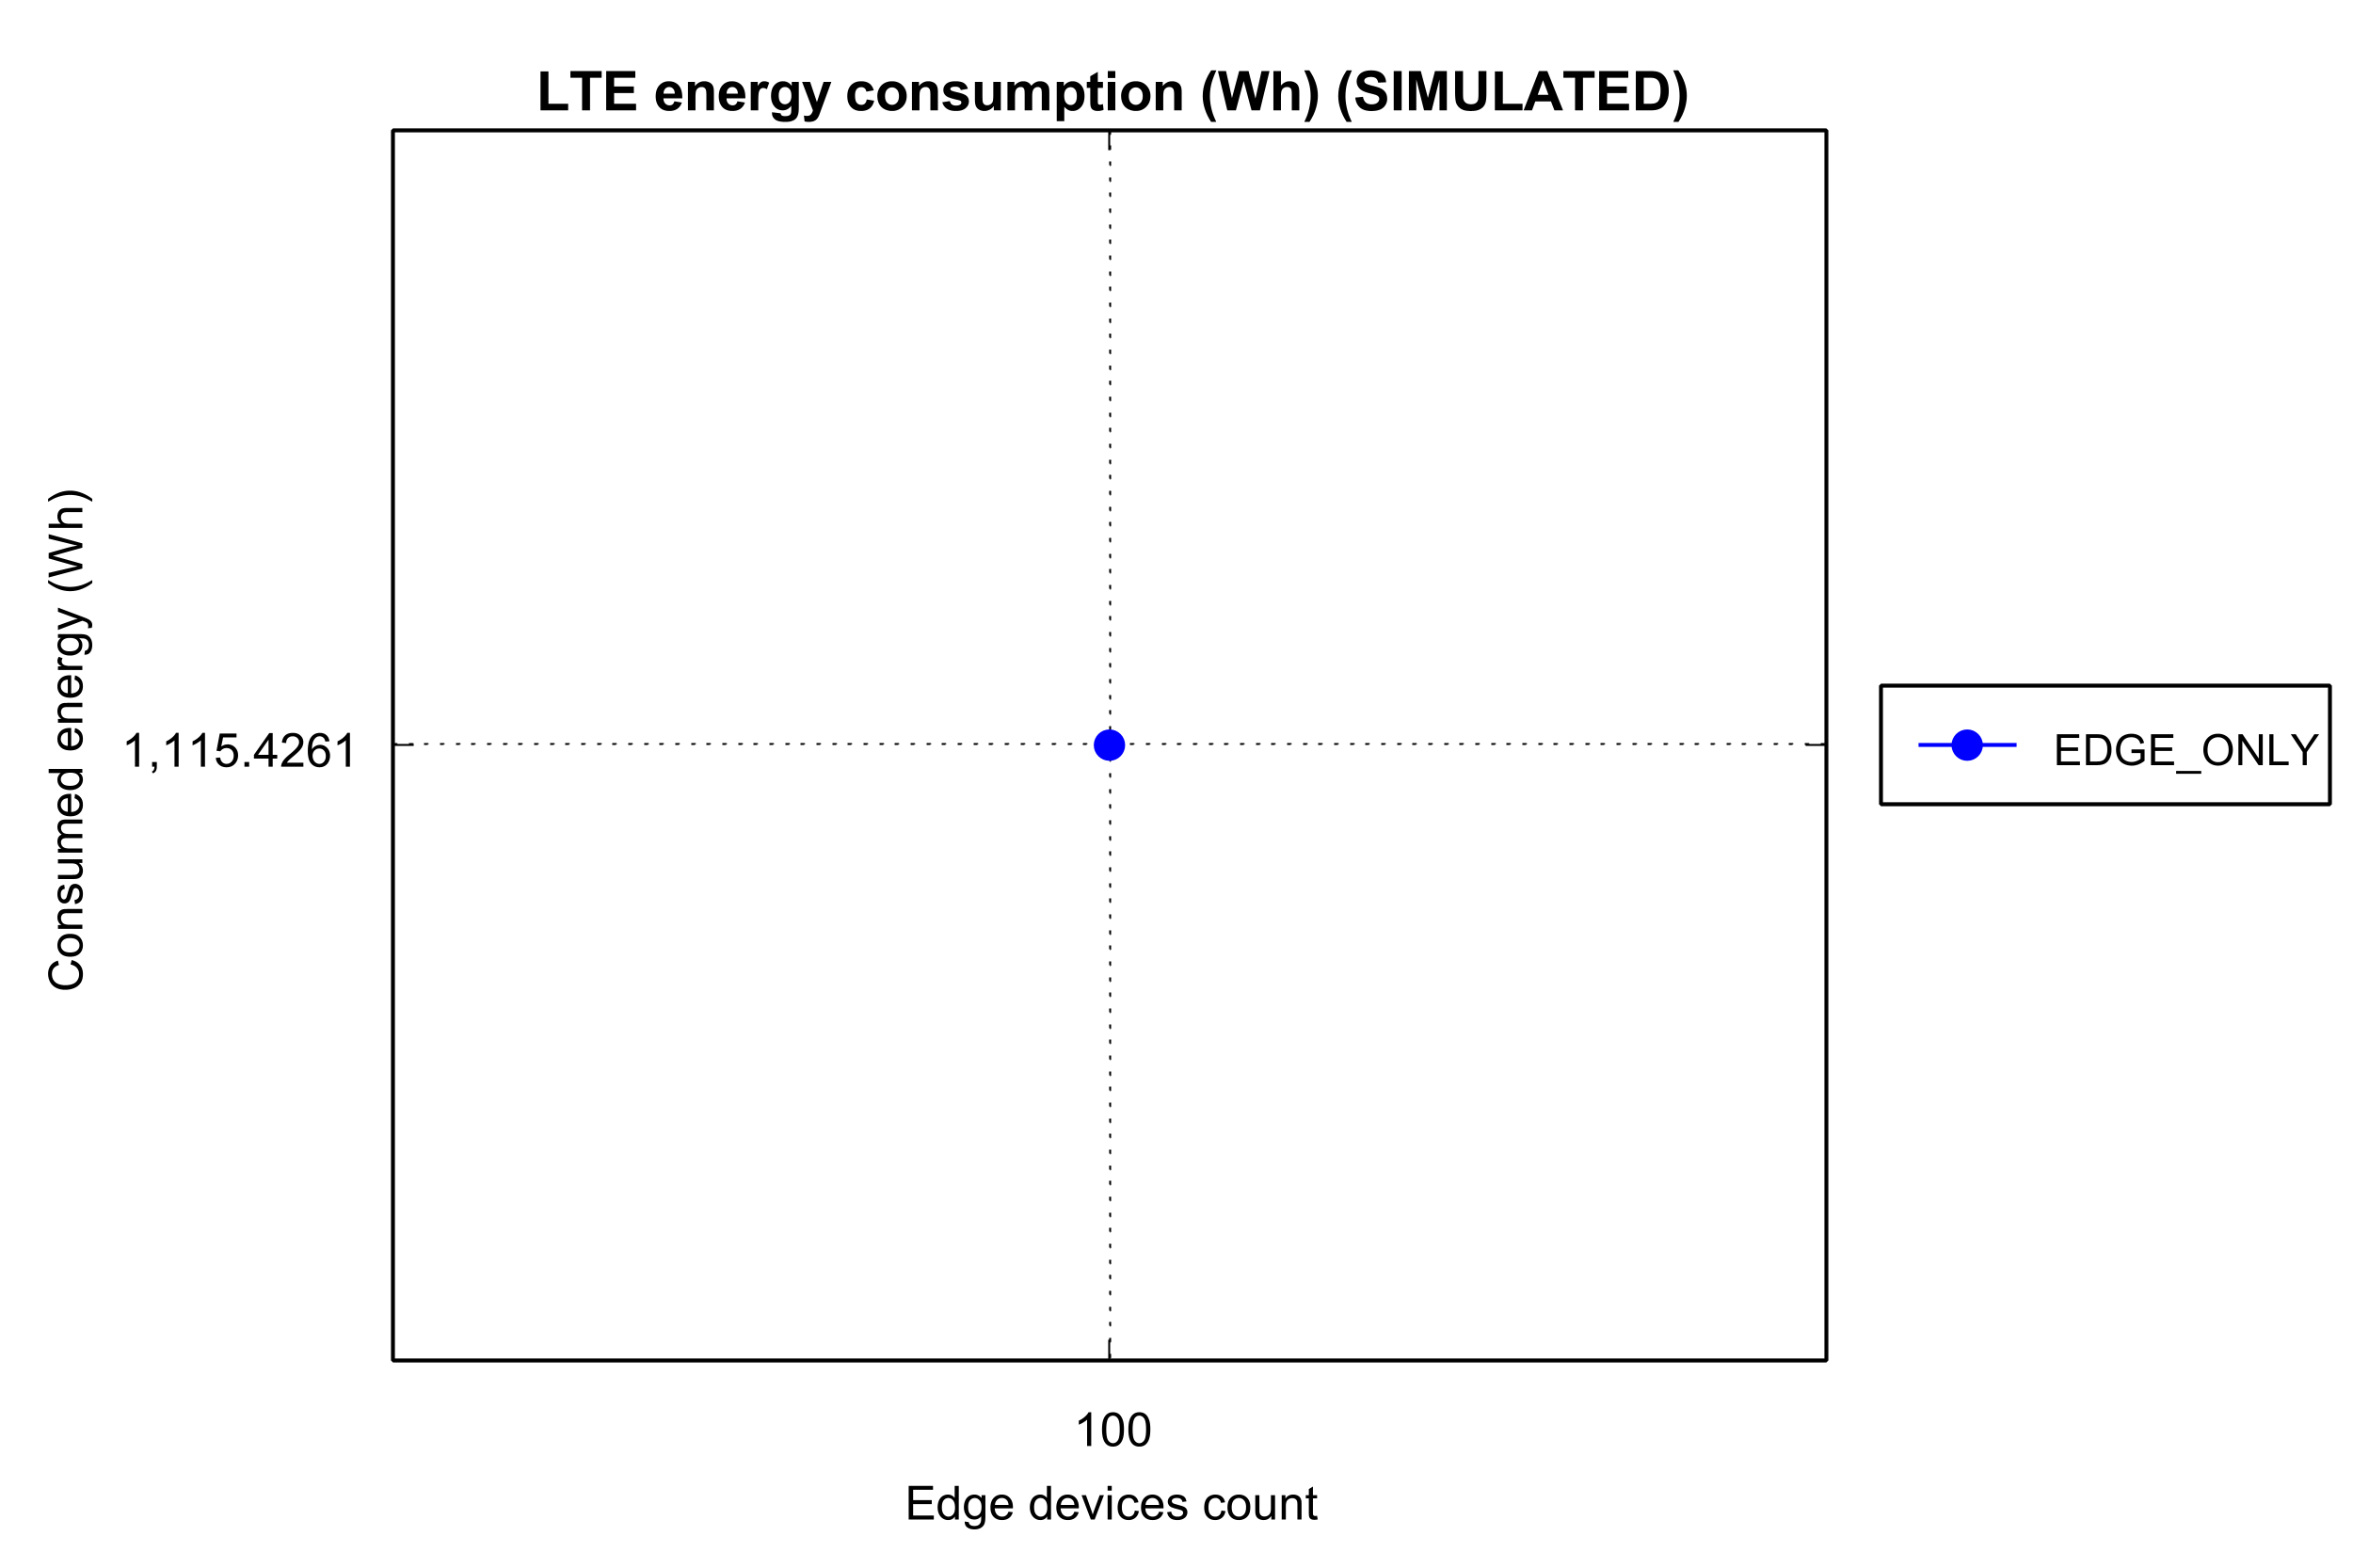 LTE energy consumption (Wh) (SIMULATED)
Consumed energy (Wh)
1,115.4261
EDGE_ONLY
100
Edge devices count